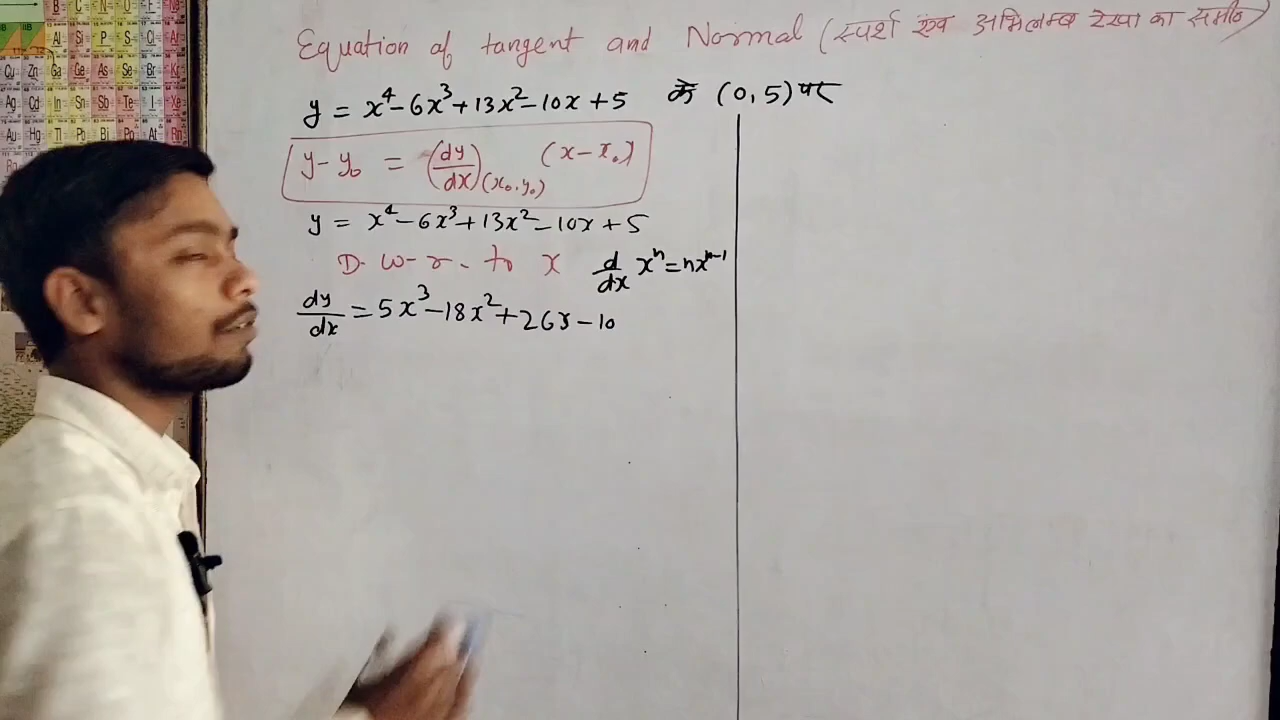 Equation of tangent and Normal (स्पर्श एवं अभिलम्ब रेखा का समी०)
y = x⁴ - 6x³ + 13x² - 10x + 5 के (0, 5) पर
y - y₀ = (dy/dx)(x₀, y₀) (x - x₀)
y = x⁴ - 6x³ + 13x² - 10x + 5
D. w. r. to x d/dx xⁿ = nxⁿ⁻¹
dy/dx = 5x³ - 18x² + 26x - 10